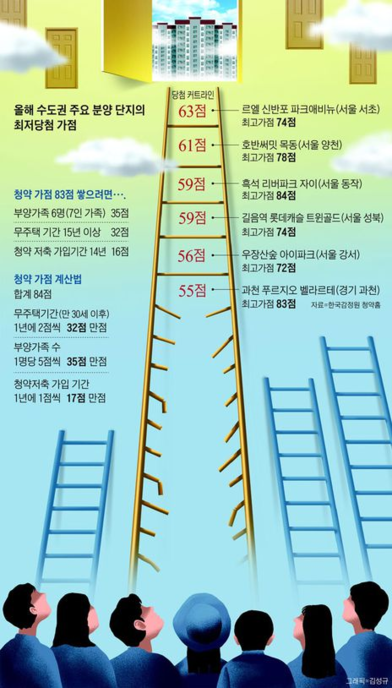 올해 수도권 주요 분양 단지의
최저당첨 가점
당첨 커트라인
63점
르엘 신반포 파크애비뉴(서울 서초)
최고가점 74점
61점
호반써밋 목동(서울 양천)
최고가점 78점
59점
흑석 리버파크 자이(서울 동작)
최고가점 84점
59점
길음역 롯데캐슬 트윈골드(서울 성북)
최고가점 74점
56점
우장산숲 아이파크(서울 강서)
최고가점 72점
55점
과천 푸르지오 벨라르테(경기 과천)
최고가점 83점
자료=한국감정원 청약홈
청약 가점 83점 쌓으려면…
부양가족 6명(7인 가족) 35점
무주택 기간 15년 이상 32점
청약 저축 가입기간 14년 16점
청약 가점 계산법
합계 84점
무주택기간(만 30세 이후)
1년에 2점씩 32점 만점
부양가족 수
1명당 5점씩 35점 만점
청약저축 가입 기간
1년에 1점씩 17점 만점
그래픽=김성규